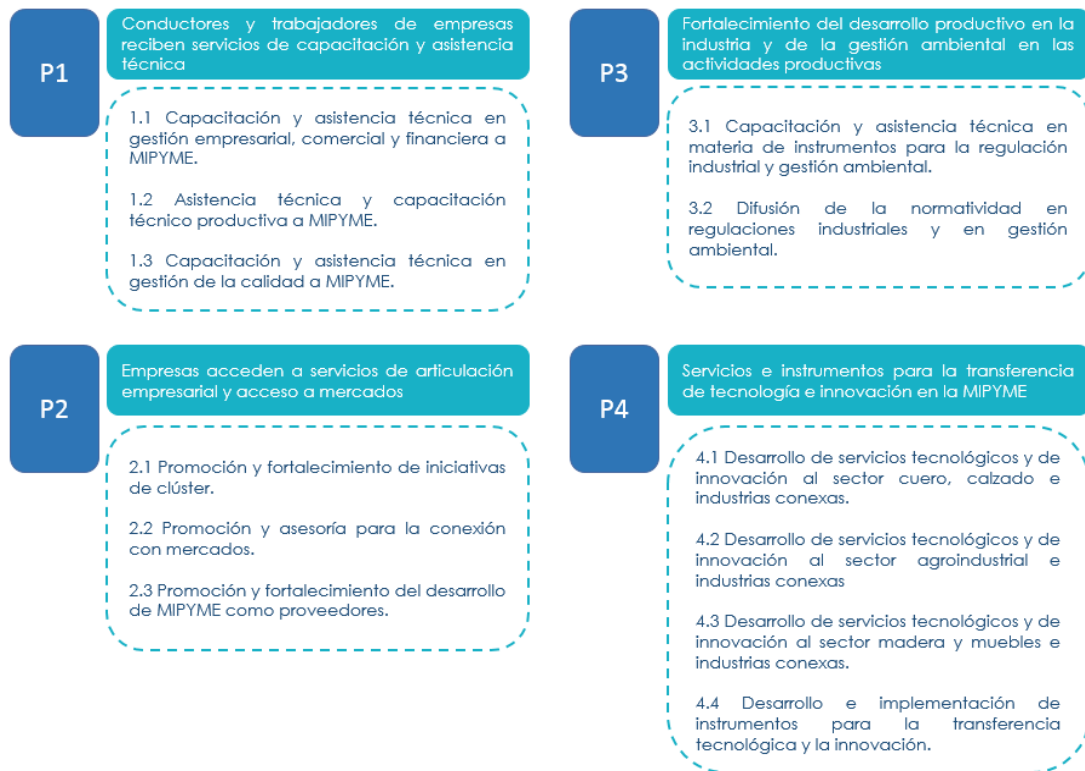 P1
Conductores y trabajadores de empresas
reciben servicios de capacitación y asistencia
técnica
1.1 Capacitación y asistencia técnica en
gestión empresarial, comercial y financiera a
MIPYME.
1.2 Asistencia técnica y capacitación
técnico productiva a MIPYME.
1.3 Capacitación y asistencia técnica en
gestión de la calidad a MIPYME.
P2
Empresas acceden a servicios de articulación
empresarial y acceso a mercados
2.1 Promoción y fortalecimiento de iniciativas
de clúster.
2.2 Promoción y asesoría para la conexión
con mercados.
2.3 Promoción y fortalecimiento del desarrollo
de MIPYME como proveedores.
P3
Fortalecimiento del desarrollo productivo en la
industria y de la gestión ambiental en las
actividades productivas
3.1 Capacitación y asistencia técnica en
materia de instrumentos para la regulación
industrial y gestión ambiental.
3.2 Difusión de la normatividad en
regulaciones industriales y en gestión
ambiental.
P4
Servicios e instrumentos para la transferencia
de tecnología e innovación en la MIPYME
4.1 Desarrollo de servicios tecnológicos y de
innovación al sector cuero, calzado e
industrias conexas.
4.2 Desarrollo de servicios tecnológicos y de
innovación al sector agroindustrial e
industrias conexas
4.3 Desarrollo de servicios tecnológicos y de
innovación al sector madera y muebles e
industrias conexas.
4.4 Desarrollo e implementación de
instrumentos para la transferencia
tecnológica y la innovación.